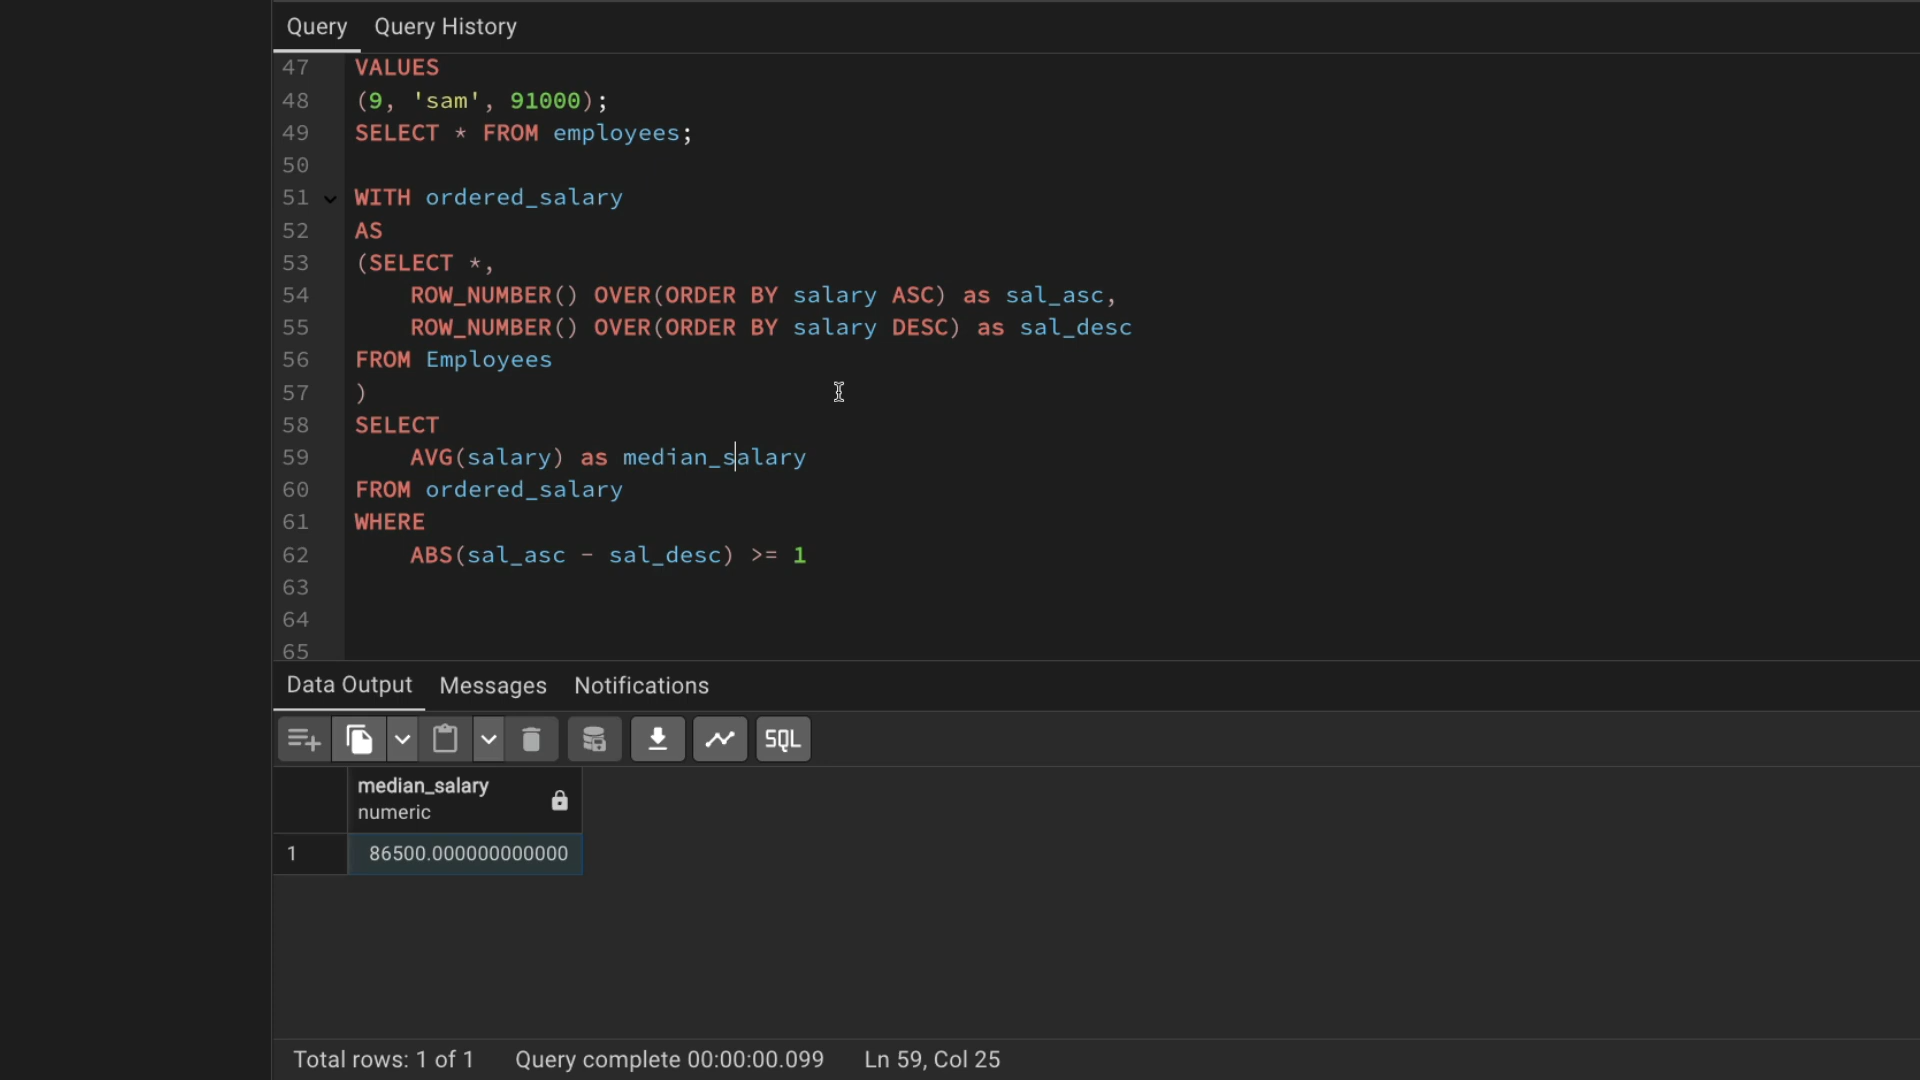 Query Query History
47 VALUES
48 (9, 'sam', 91000);
49 SELECT * FROM employees;
50
51 WITH ordered_salary
52 AS
53 (SELECT *,
54 ROW_NUMBER() OVER(ORDER BY salary ASC) as sal_asc,
55 ROW_NUMBER() OVER(ORDER BY salary DESC) as sal_desc
56 FROM Employees
57 )
58 SELECT
59 AVG(salary) as median_salary
60 FROM ordered_salary
61 WHERE
62 ABS(sal_asc - sal_desc) >= 1
63
64
65
Data Output Messages Notifications
SQL
median_salary
numeric
1 86500.000000000000
Total rows: 1 of 1 Query complete 00:00:00.099 Ln 59, Col 25